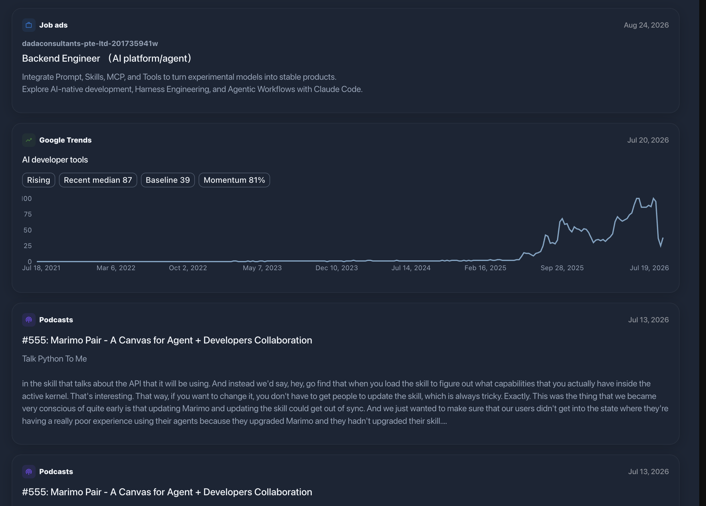 Job ads
Aug 24, 2026
dadaconsultants-pte-ltd-201735941w
Backend Engineer （AI platform/agent）
Integrate Prompt, Skills, MCP, and Tools to turn experimental models into stable products.
Explore AI-native development, Harness Engineering, and Agentic Workflows with Claude Code.
Google Trends
Jul 20, 2026
AI developer tools
Rising
Recent median 87
Baseline 39
Momentum 81%
100
75
50
25
0
Jul 18, 2021
Mar 6, 2022
Oct 2, 2022
May 7, 2023
Dec 10, 2023
Jul 14, 2024
Feb 16, 2025
Sep 28, 2025
Jul 19, 2026
Podcasts
Jul 13, 2026
#555: Marimo Pair - A Canvas for Agent + Developers Collaboration
Talk Python To Me
in the skill that talks about the API that it will be using. And instead we'd say, hey, go find that when you load the skill to figure out what capabilities that you actually have inside the
active kernel. That's interesting. That way, if you want to change it, you don't have to get people to update the skill, which is always tricky. Exactly. This was the thing that we became
very conscious of quite early is that updating Marimo and updating the skill could get out of sync. And we just wanted to make sure that our users didn't get into the state where they're
having a really poor experience using their agents because they upgraded Marimo and they hadn't upgraded their skill....
Podcasts
Jul 13, 2026
#555: Marimo Pair - A Canvas for Agent + Developers Collaboration